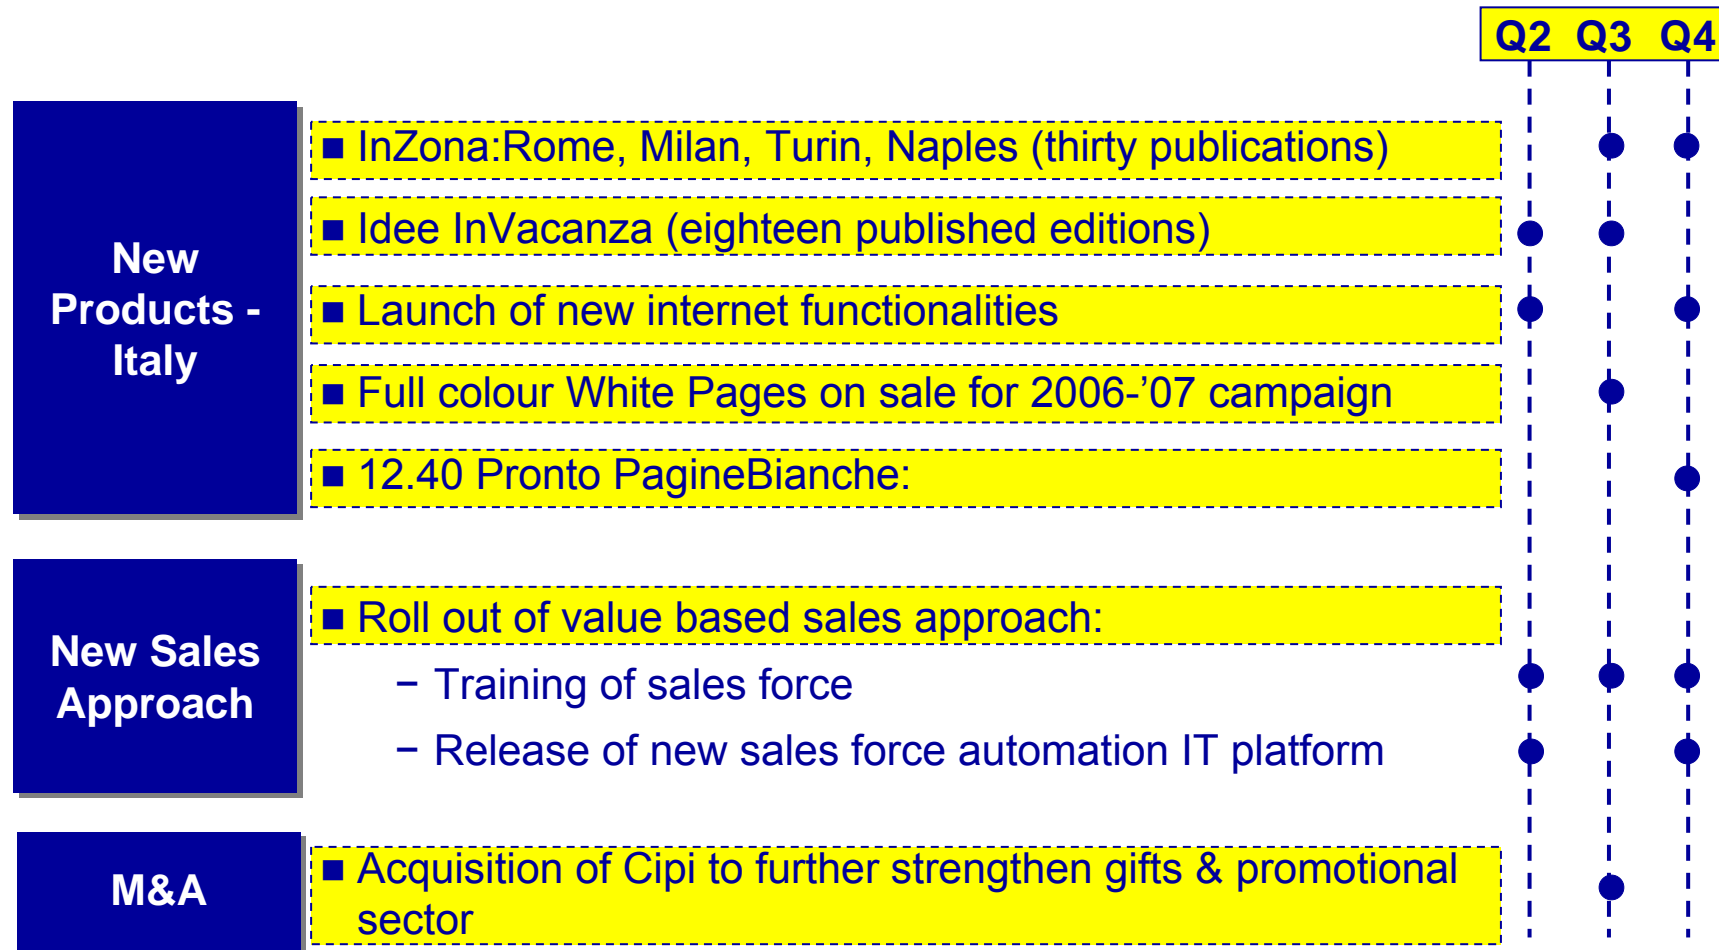 Q2 Q3 Q4
New
Products -
Italy
■ InZona:Rome, Milan, Turin, Naples (thirty publications)
■ Idee InVacanza (eighteen published editions)
■ Launch of new internet functionalities
■ Full colour White Pages on sale for 2006-’07 campaign
■ 12.40 Pronto PagineBianche:
New Sales
Approach
■ Roll out of value based sales approach:
− Training of sales force
− Release of new sales force automation IT platform
M&A
■ Acquisition of Cipi to further strengthen gifts & promotional
sector